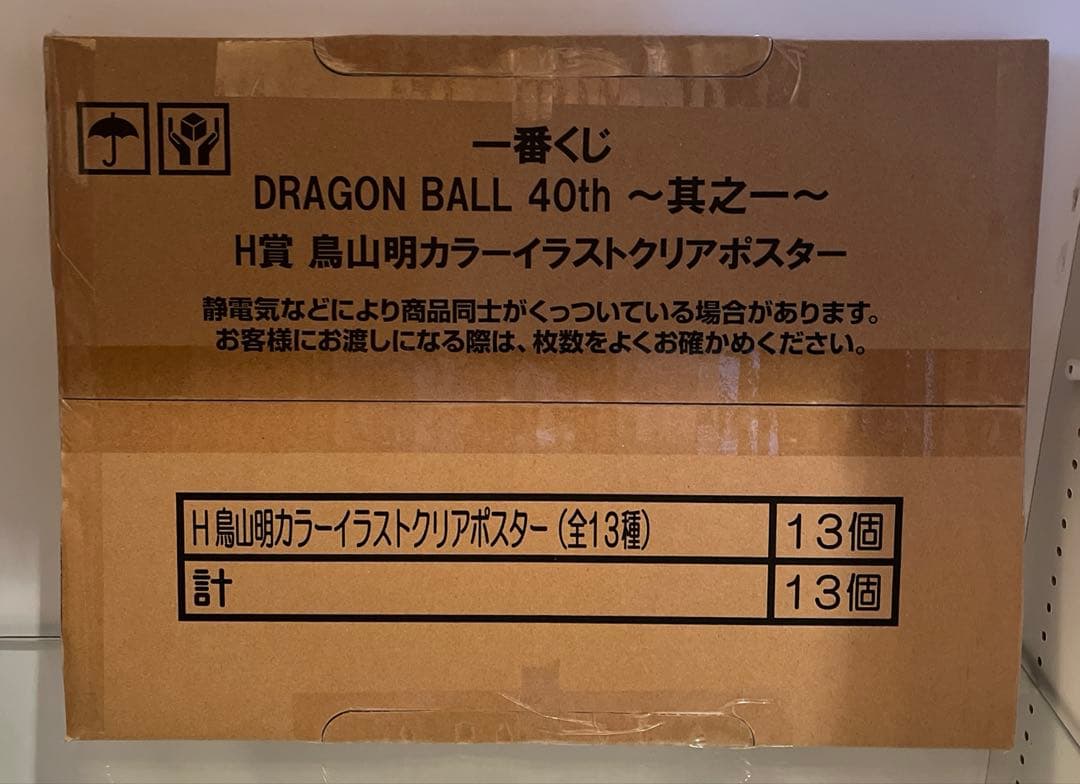 一番くじ
DRAGON BALL 40th ～其之一～
H賞 鳥山明カラーイラストクリアポスター
静電気などにより商品同士がくっついている場合があります。
お客様にお渡しになる際は、枚数をよくお確かめください。
H 鳥山明カラーイラストクリアポスター（全13種） 13個
計 13個